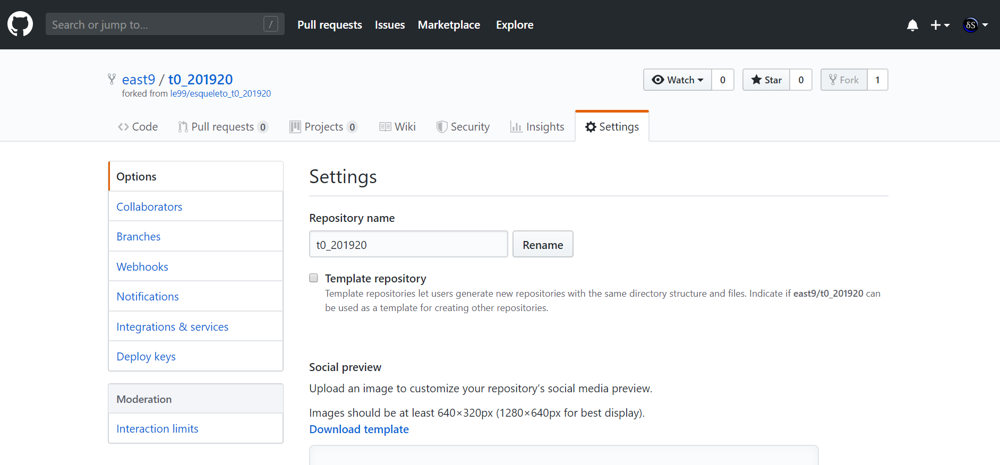 Search or jump to... /
Pull requests Issues Marketplace Explore
δS
east9 / t0_201920
forked from le99/esqueleto_t0_201920
Watch 0 Star 0 Fork 1
Code Pull requests 0 Projects 0 Wiki Security Insights Settings
Options
Collaborators
Branches
Webhooks
Notifications
Integrations & services
Deploy keys
Moderation
Interaction limits
Settings
Repository name
t0_201920 Rename
Template repository
Template repositories let users generate new repositories with the same directory structure and files. Indicate if east9/t0_201920 can
be used as a template for creating other repositories.
Social preview
Upload an image to customize your repository’s social media preview.
Images should be at least 640×320px (1280×640px for best display).
Download template